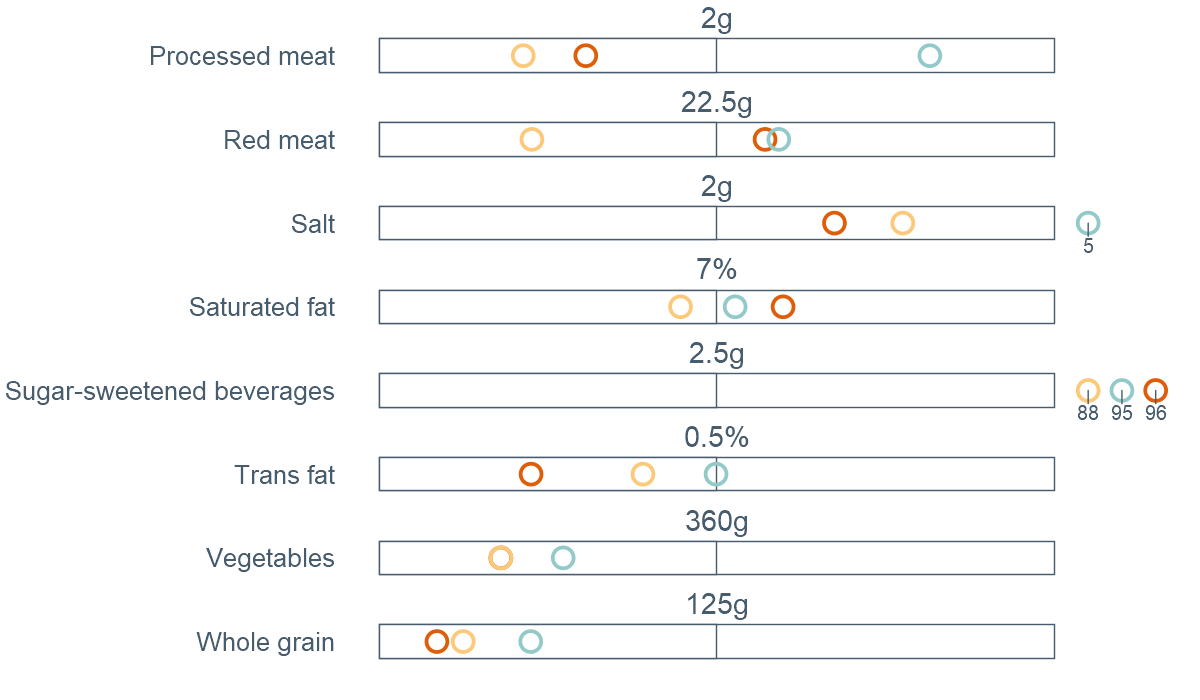 2g
Processed meat
22.5g
Red meat
2g
Salt
5
7%
Saturated fat
2.5g
Sugar-sweetened beverages
88 95 96
0.5%
Trans fat
360g
Vegetables
125g
Whole grain